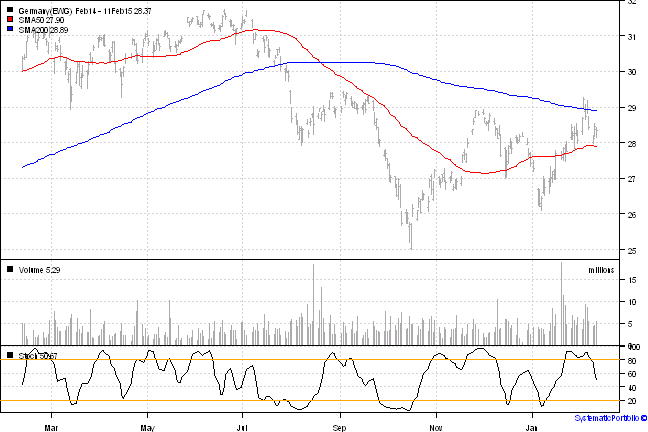 Germany(EWG) Feb14 - 11Feb15 28.37
SMA50 27.90
SMA200 28.89
32
31
30
29
28
27
26
25
Volume 5.29
millions
15
10
5
0
Stoch 50.67
80
60
40
20
Mar May Jul Sep Nov Jan
SystematicPortfolio ©